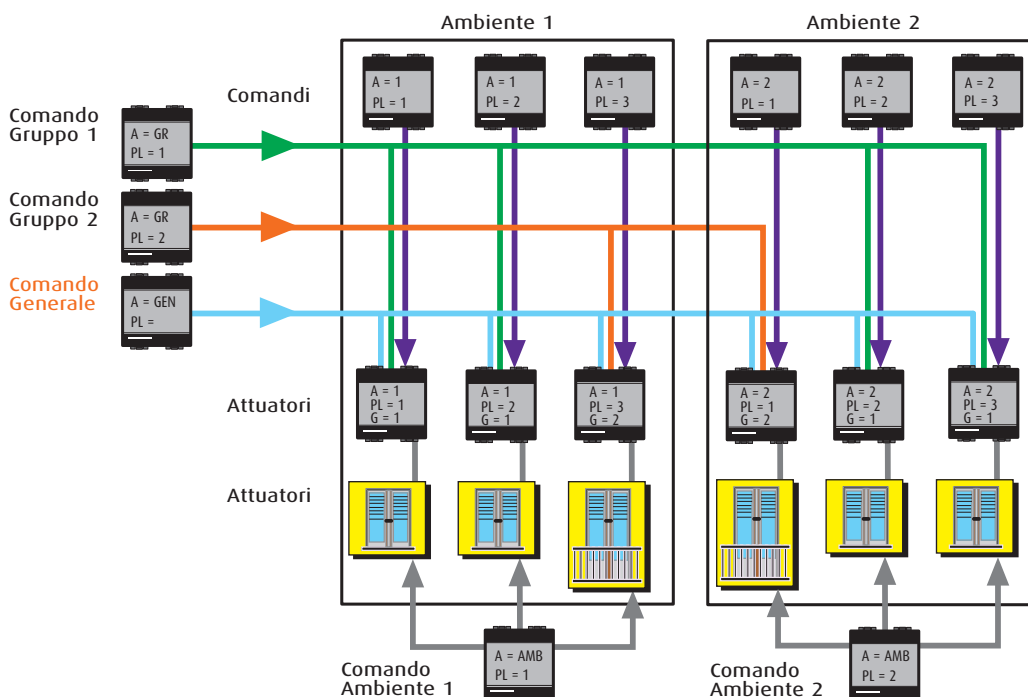 Ambiente 1
Ambiente 2
Comandi
A = 1
PL = 1
A = 1
PL = 2
A = 1
PL = 3
A = 2
PL = 1
A = 2
PL = 2
A = 2
PL = 3
Comando
Gruppo 1
A = GR
PL = 1
Comando
Gruppo 2
A = GR
PL = 2
Comando
Generale
A = GEN
PL =
Attuatori
A = 1
PL = 1
G = 1
A = 1
PL = 2
G = 1
A = 1
PL = 3
G = 2
A = 2
PL = 1
G = 2
A = 2
PL = 2
G = 1
A = 2
PL = 3
G = 1
Attuatori
Comando
Ambiente 1
A = AMB
PL = 1
Comando
Ambiente 2
A = AMB
PL = 2